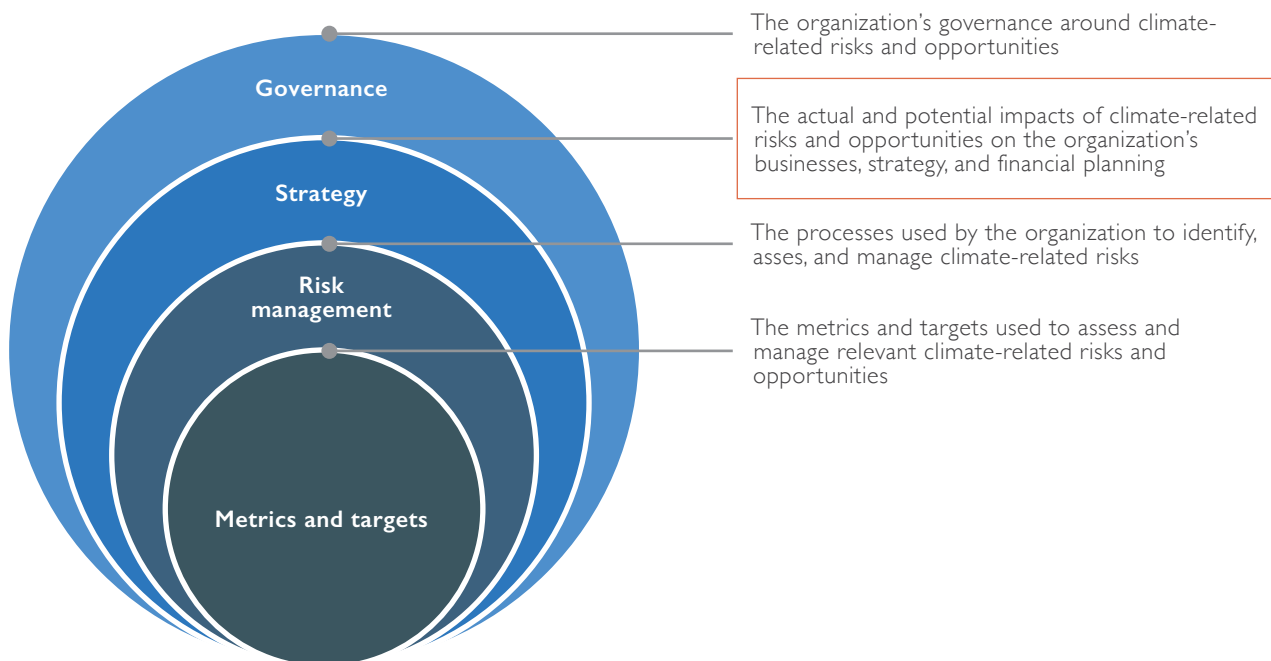 The organization’s governance around climate-
related risks and opportunities
Governance
The actual and potential impacts of climate-related
risks and opportunities on the organization’s
businesses, strategy, and financial planning
Strategy
The processes used by the organization to identify,
asses, and manage climate-related risks
Risk
management
The metrics and targets used to assess and
manage relevant climate-related risks and
opportunities
Metrics and targets